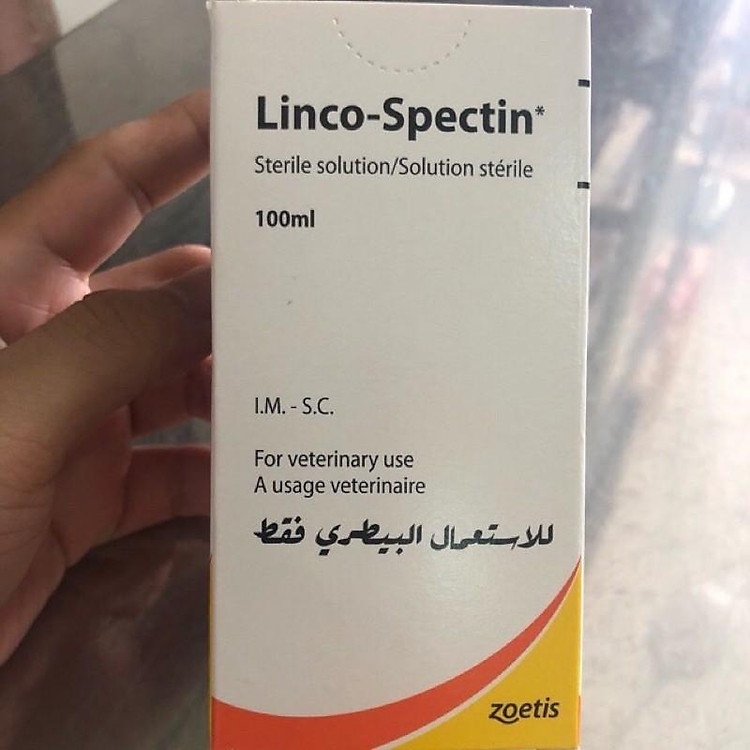 Linco-Spectin*
Sterile solution/Solution stérile
100ml
I.M. - S.C.
For veterinary use
A usage veterinaire
للاستعمال البيطري فقط
zoetis